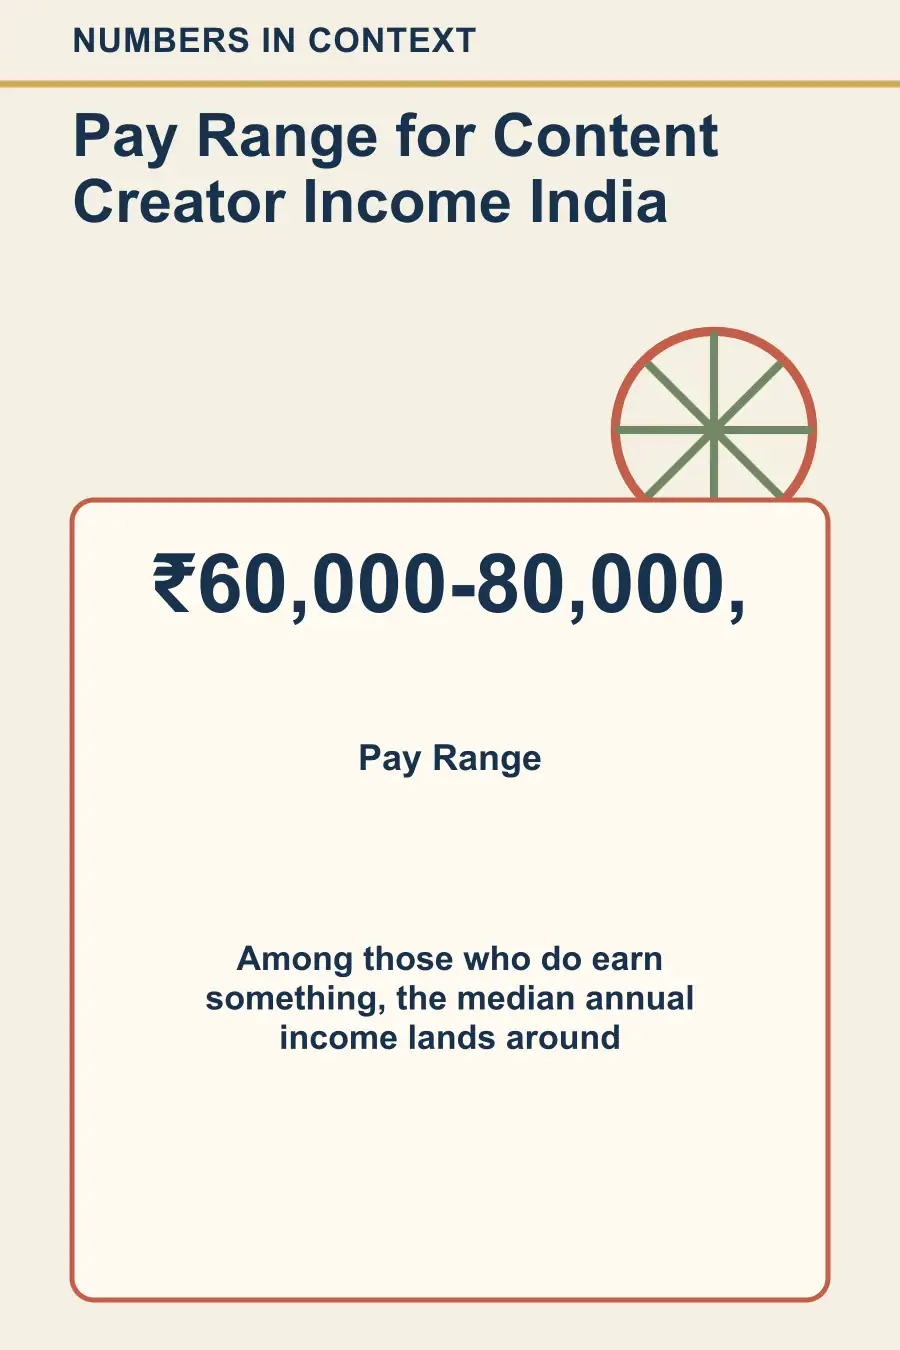 NUMBERS IN CONTEXT
Pay Range for Content
Creator Income India
₹60,000-80,000,
Pay Range
Among those who do earn
something, the median annual
income lands around